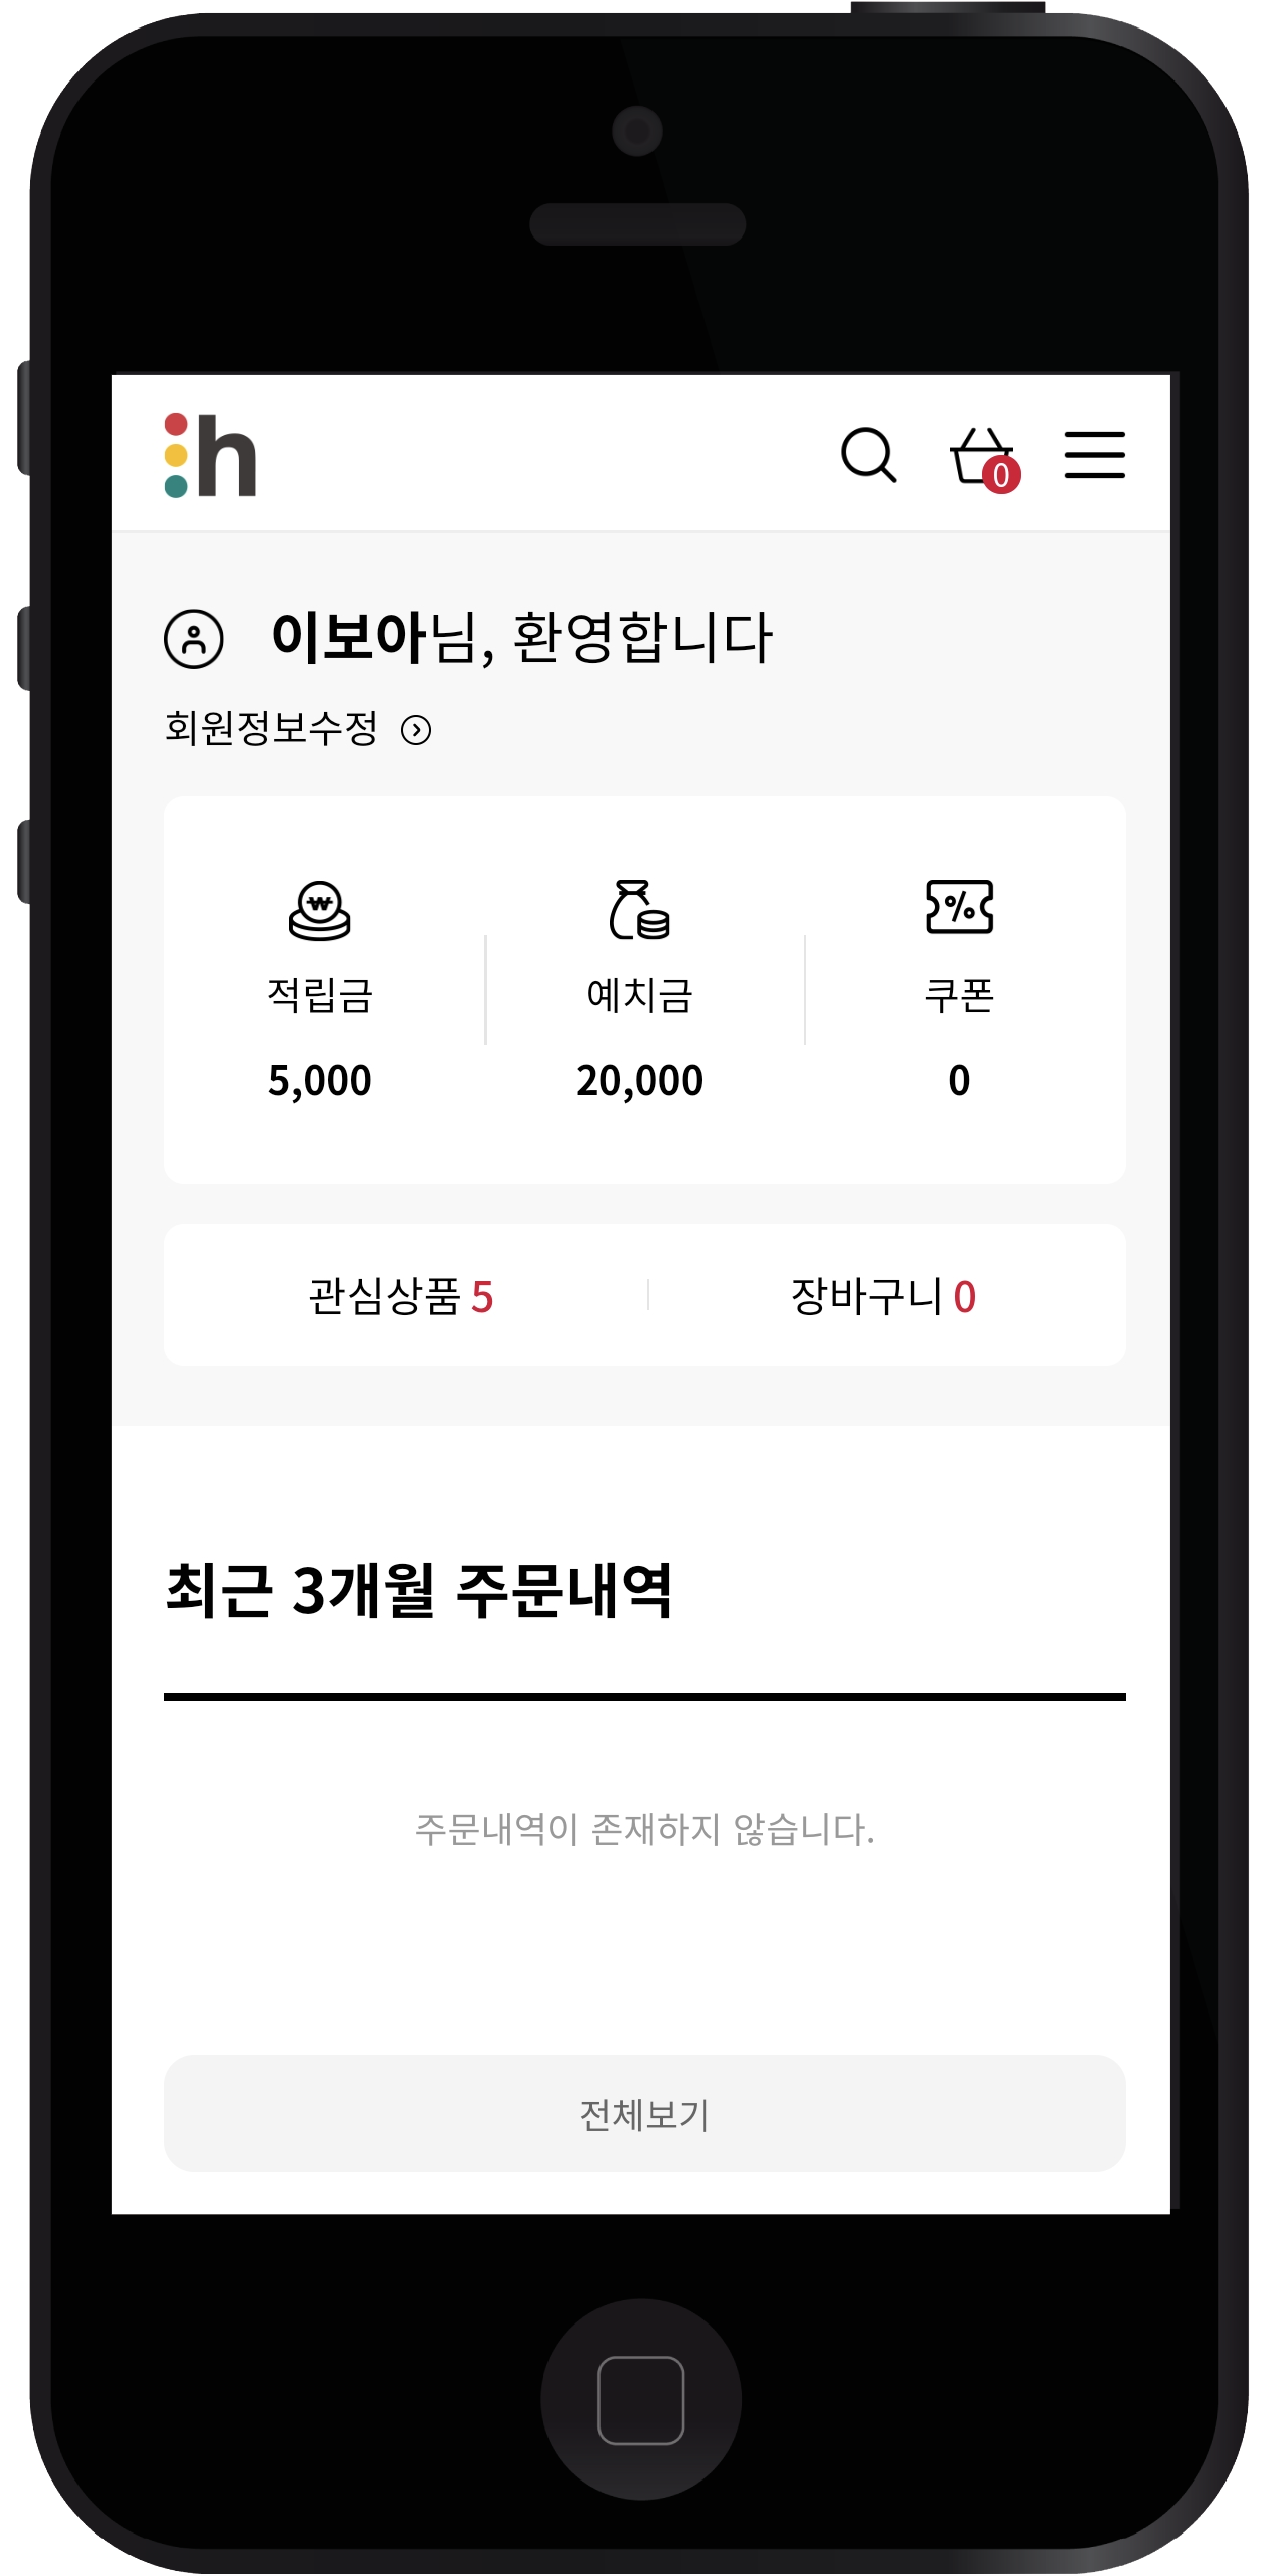 h
0
이보아님, 환영합니다
회원정보수정
적립금 예치금 쿠폰
5,000 20,000 0
관심상품 5 장바구니 0
최근 3개월 주문내역
주문내역이 존재하지 않습니다.
전체보기